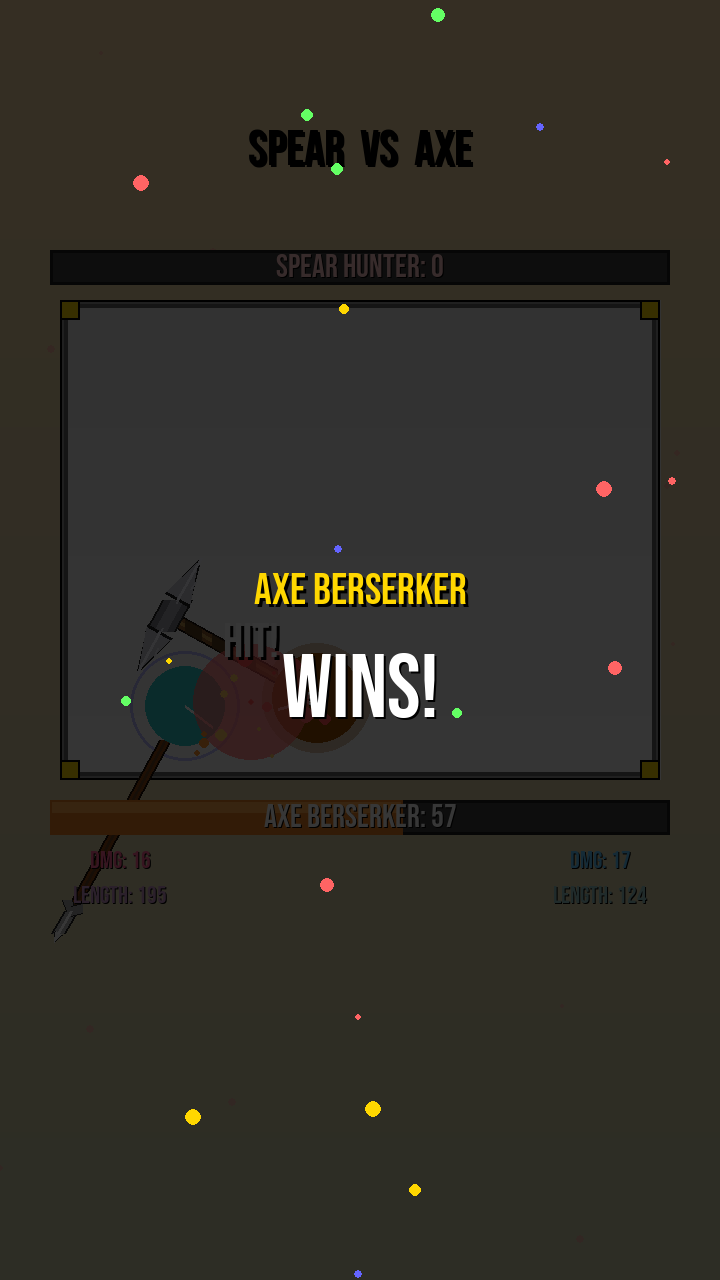 SPEAR VS AXE
SPEAR HUNTER: 0
AXE BERSERKER
HIT!
WINS!
AXE BERSERKER: 57
DMG: 16
DMG: 17
LENGTH: 195
LENGTH: 124